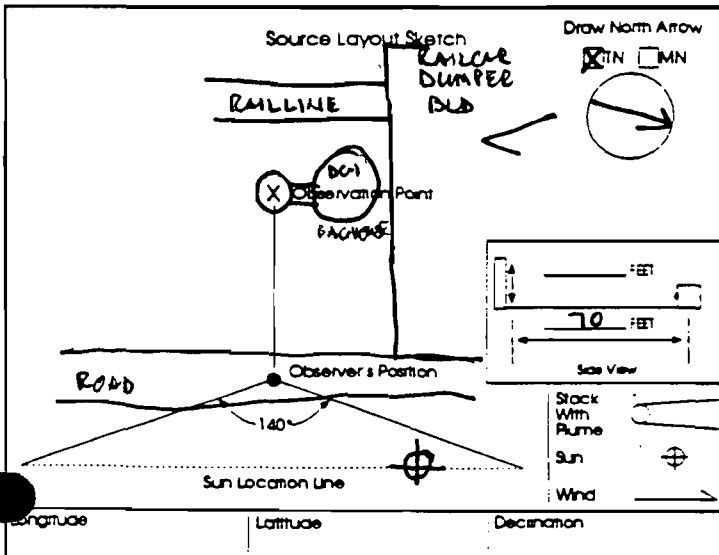 Source Layout Sketch
Draw North Arrow
X TN MN
RAILCAR
DUMPER
BLD
RAILLINE
DC-1
X Observation Point
BAGHOUSE
FEET
70 FEET
Side View
Observer's Position
ROAD
140°
Sun Location Line
Stack
With
Plume
Sun
Wind
Longitude Latitude Declination